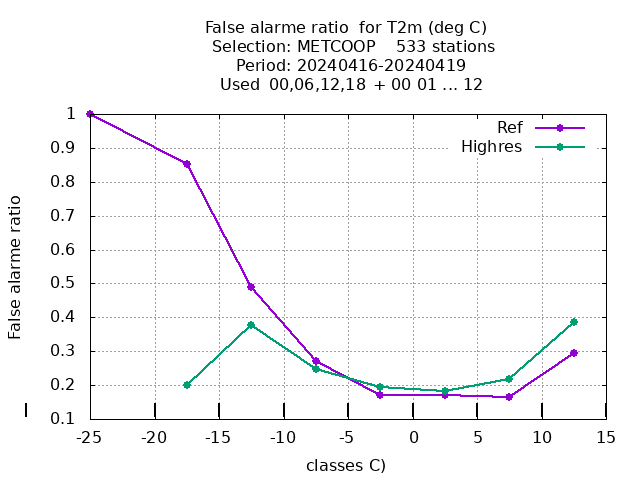 False alarme ratio  for T2m (deg C)
Selection: METCOOP    533 stations
Period: 20240416-20240419
Used  00,06,12,18  + 00 01 ... 12
Ref
Highres
1
0.9
0.8
0.7
0.6
0.5
0.4
0.3
0.2
0.1
False alarme ratio
-25 -20 -15 -10 -5 0 5 10 15
classes C)